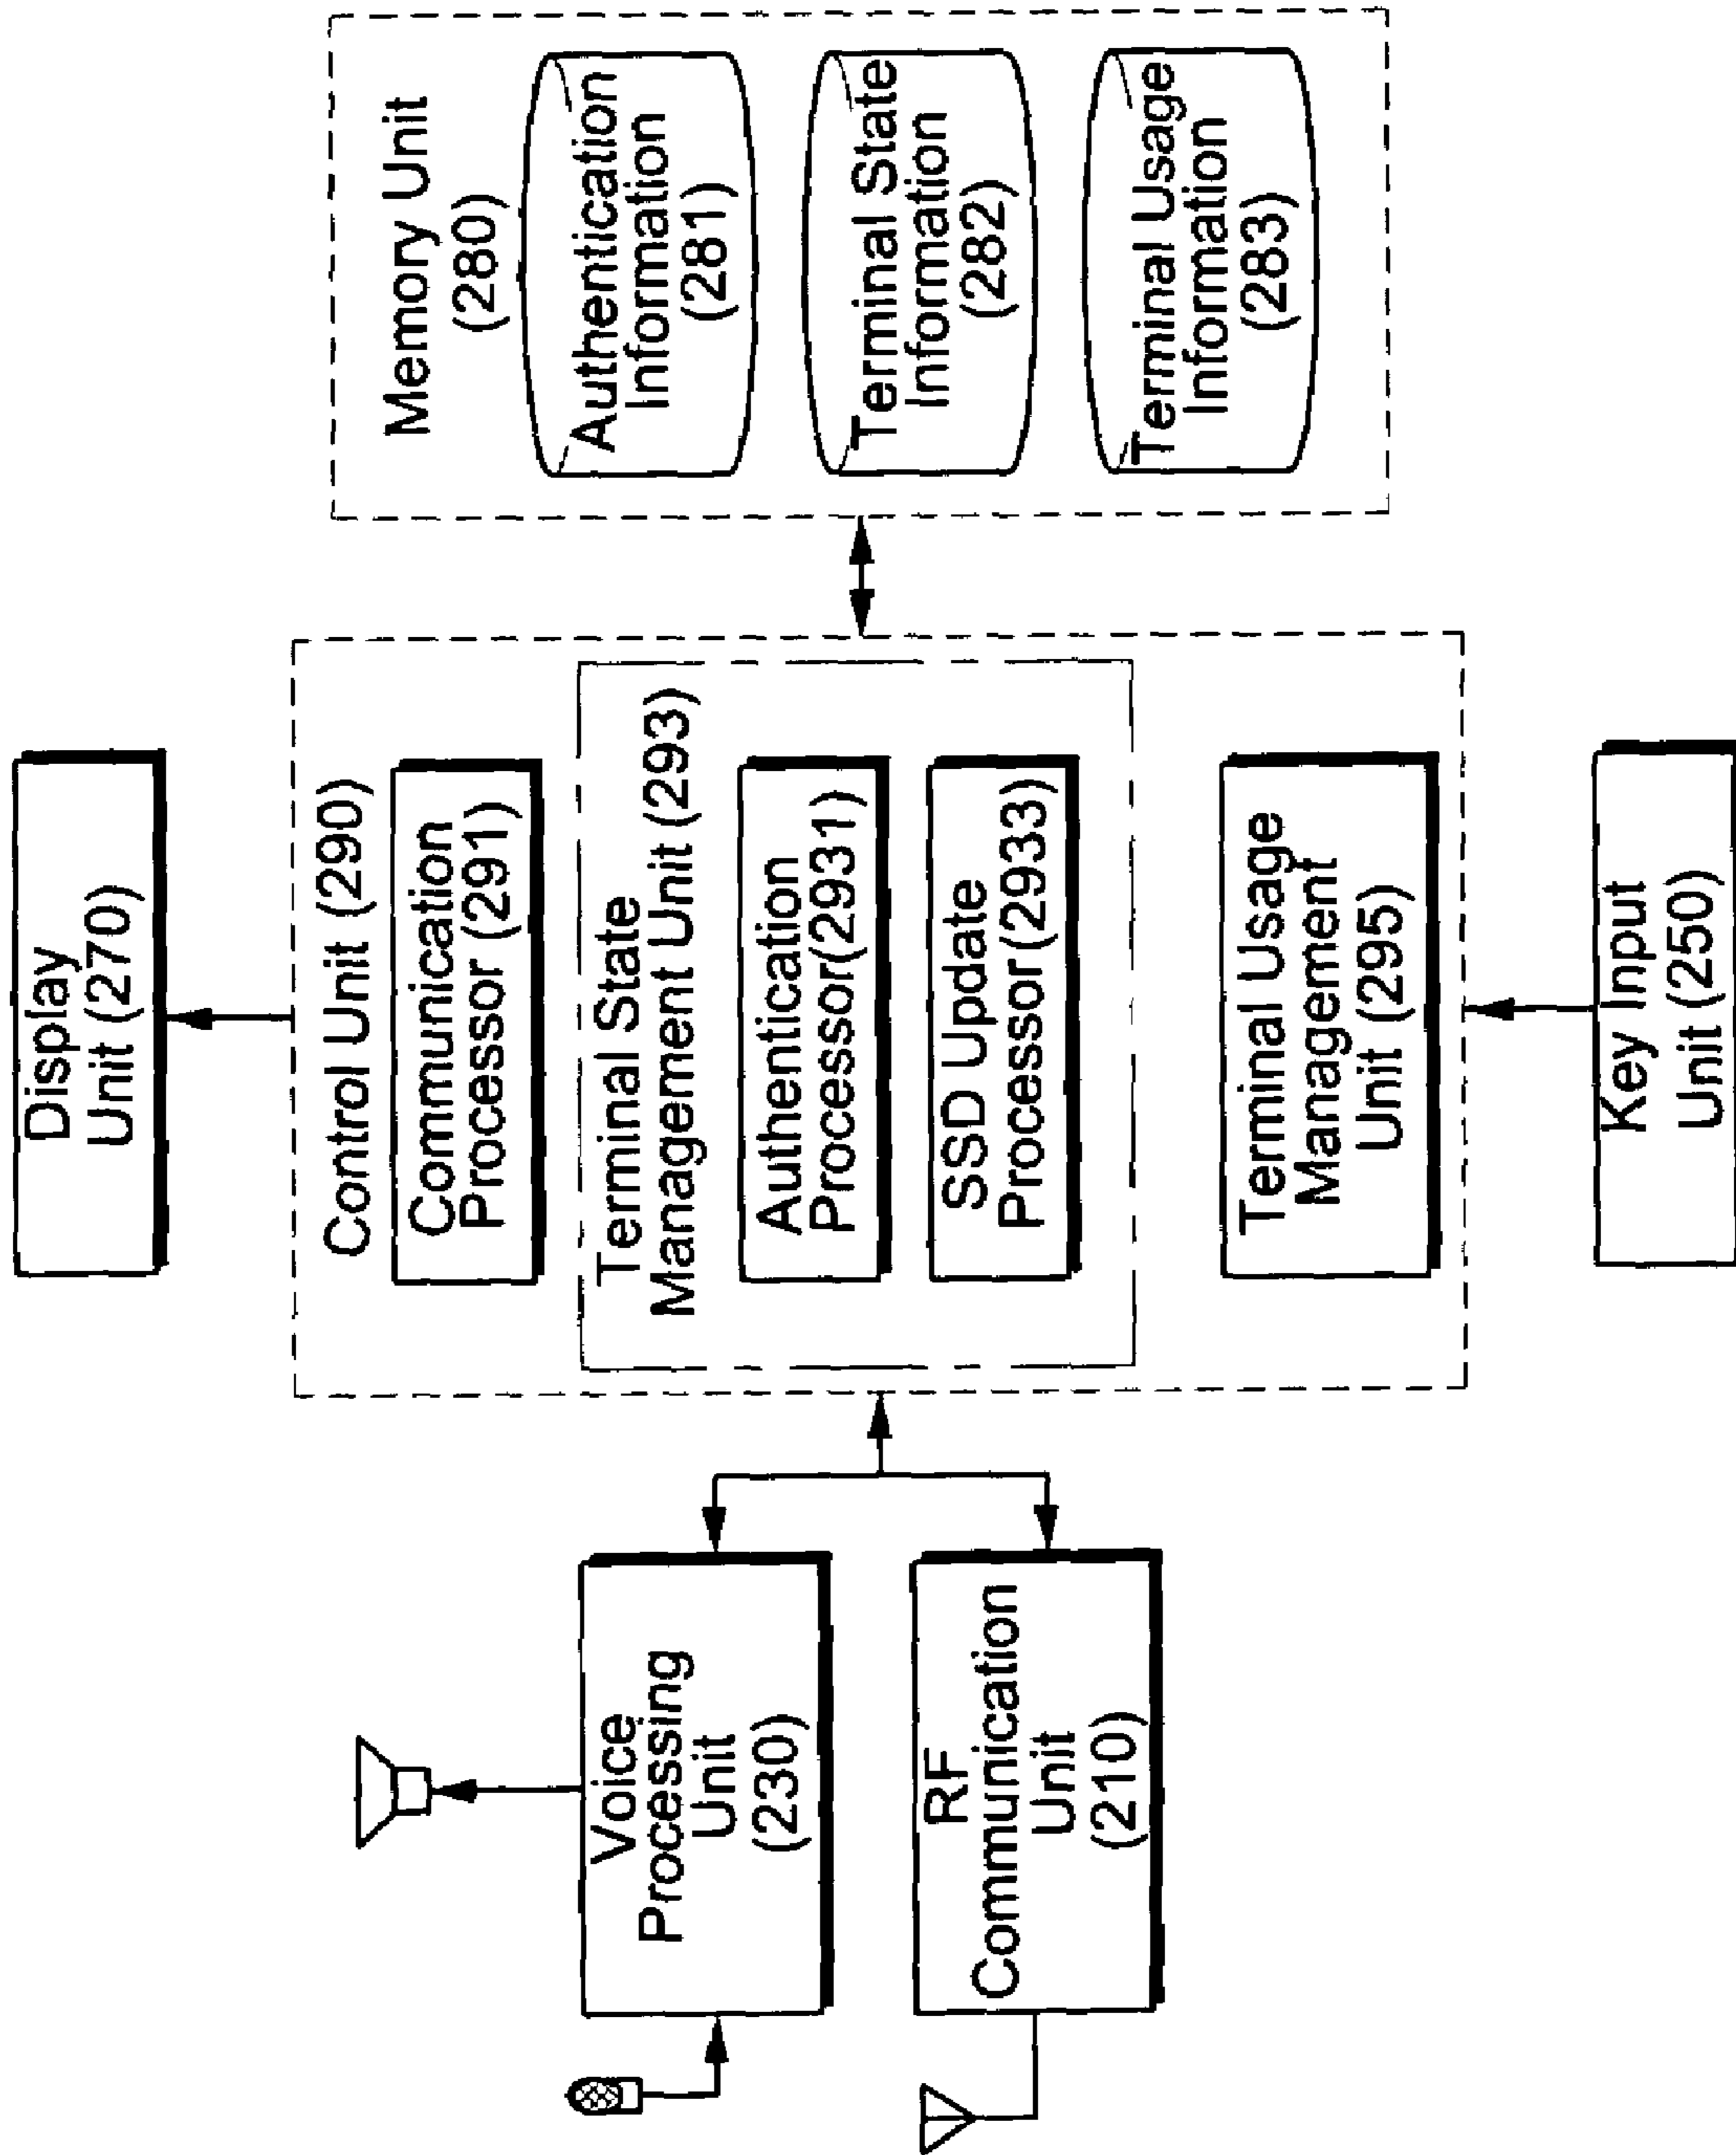 Display
Unit (270)
Control Unit (290)
Communication
Processor (291)
Terminal State
Management Unit (293)
Authentication
Processor(2931)
SSD Update
Processor(2933)
Terminal Usage
Management
Unit (295)
Key Input
Unit (250)
Voice
Processing
Unit
(230)
RF
Communication
Unit
(210)
Memory Unit
(280)
Authentication
Information
(281)
Terminal State
Information
(282)
Terminal Usage
Information
(283)